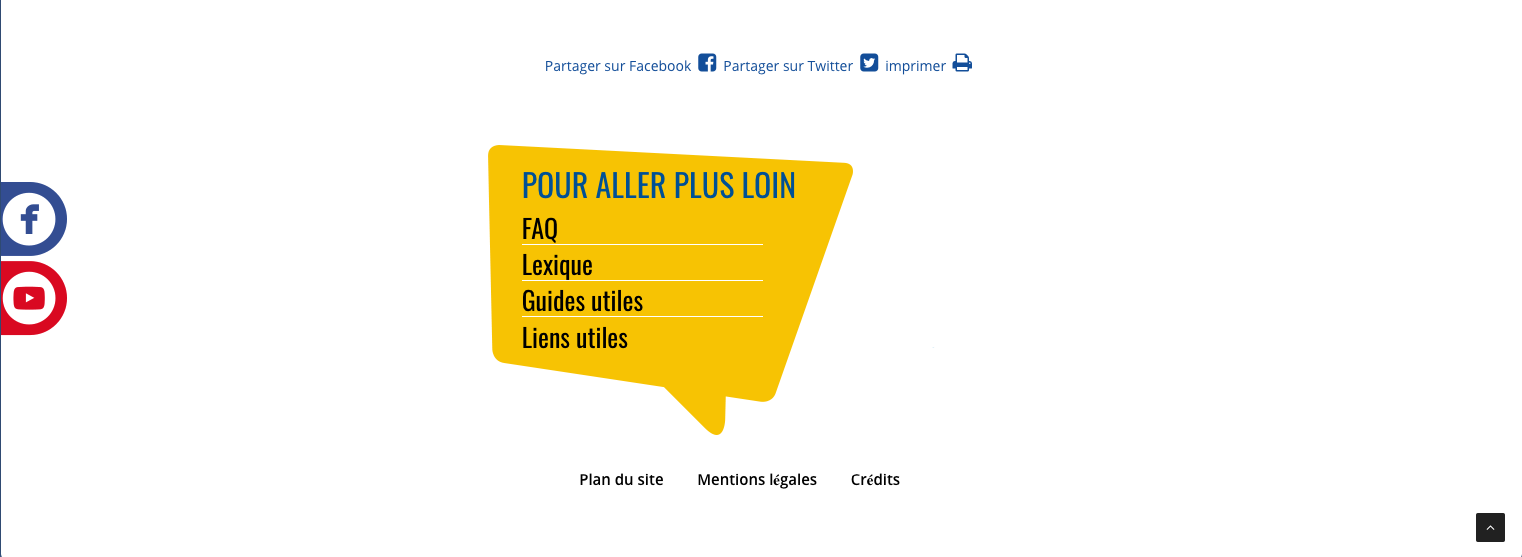 Partager sur Facebook Partager sur Twitter imprimer
POUR ALLER PLUS LOIN
FAQ
Lexique
Guides utiles
Liens utiles
Plan du site Mentions légales Crédits